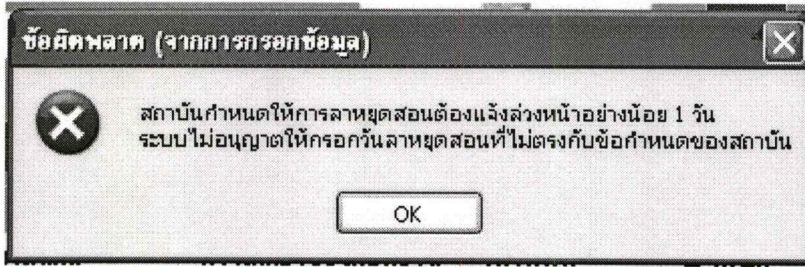 ข้อผิดพลาด (จากการกรอกข้อมูล)
สถาบันกำหนดให้การลาหยุดสอนต้องแจ้งล่วงหน้าอย่างน้อย 1 วัน
ระบบไม่อนุญาตให้กรอกวันลาหยุดสอนที่ไม่ตรงกับข้อกำหนดของสถาบัน
OK